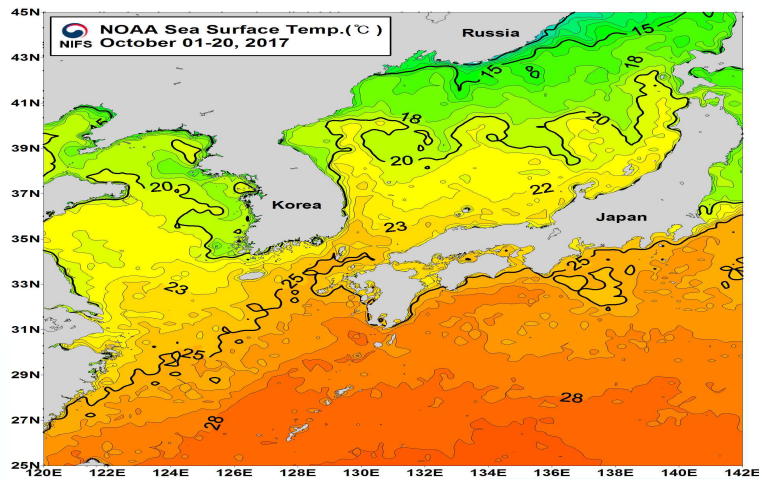 NOAA Sea Surface Temp.(℃)
NIFS October 01-20, 2017
45N
43N
41N
39N
37N
35N
33N
31N
29N
27N
25N
120E 122E 124E 126E 128E 130E 132E 134E 136E 138E 140E 142E
Russia
Korea
Japan
15
15
8
18
18
20
20
20
22
23
23
25
25
25
28
28